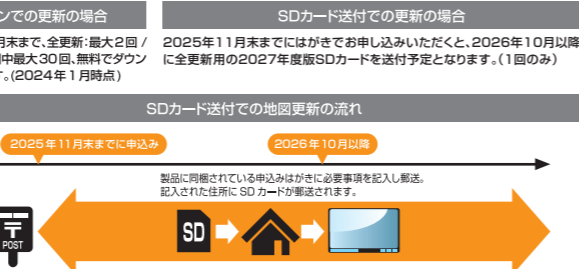 ンでの更新の場合
SDカード送付での更新の場合
月末まで、全更新：最大2回 /
中最大30回、無料でダウン
す。(2024年1月時点)
2025年11月末までにはがきでお申し込みいただくと、2026年10月以降
に全更新用の2027年度版SDカードを送付予定となります。（1回のみ）
SDカード送付での地図更新の流れ
2025年11月末までに申込み
2026年10月以降
製品に同梱されている申込みはがきに必要事項を記入し郵送。
記入された住所に SD カードが郵送されます。
〒
POST
SD